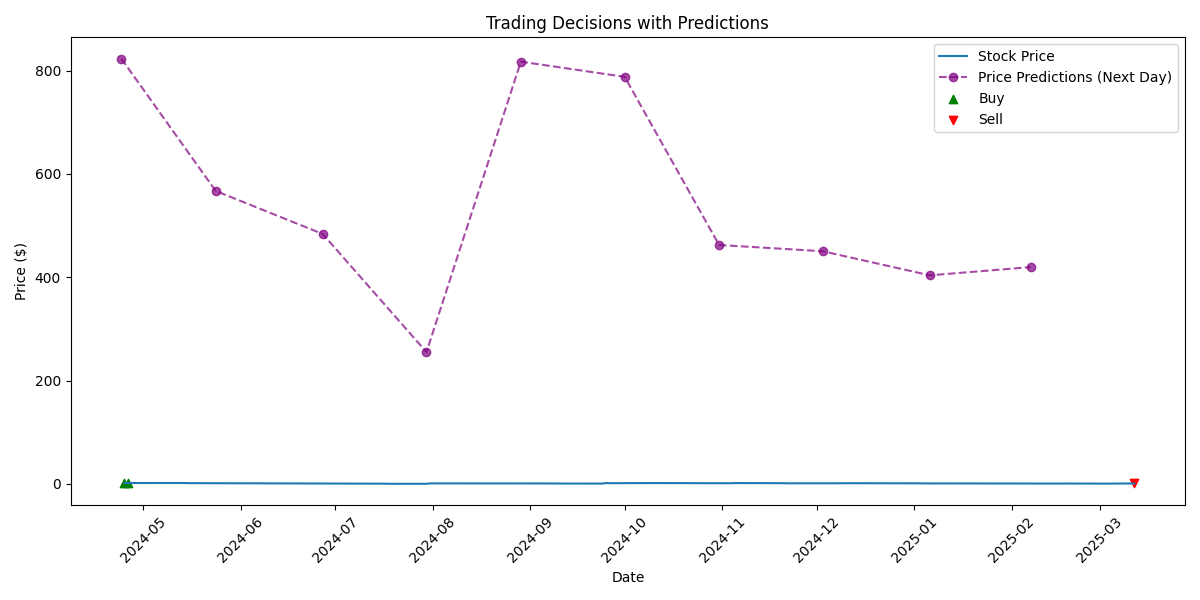 Trading Decisions with Predictions
Stock Price
Price Predictions (Next Day)
Buy
Sell
Price ($)
800
600
400
200
0
2024-05
2024-06
2024-07
2024-08
2024-09
2024-10
2024-11
2024-12
2025-01
2025-02
2025-03
Date